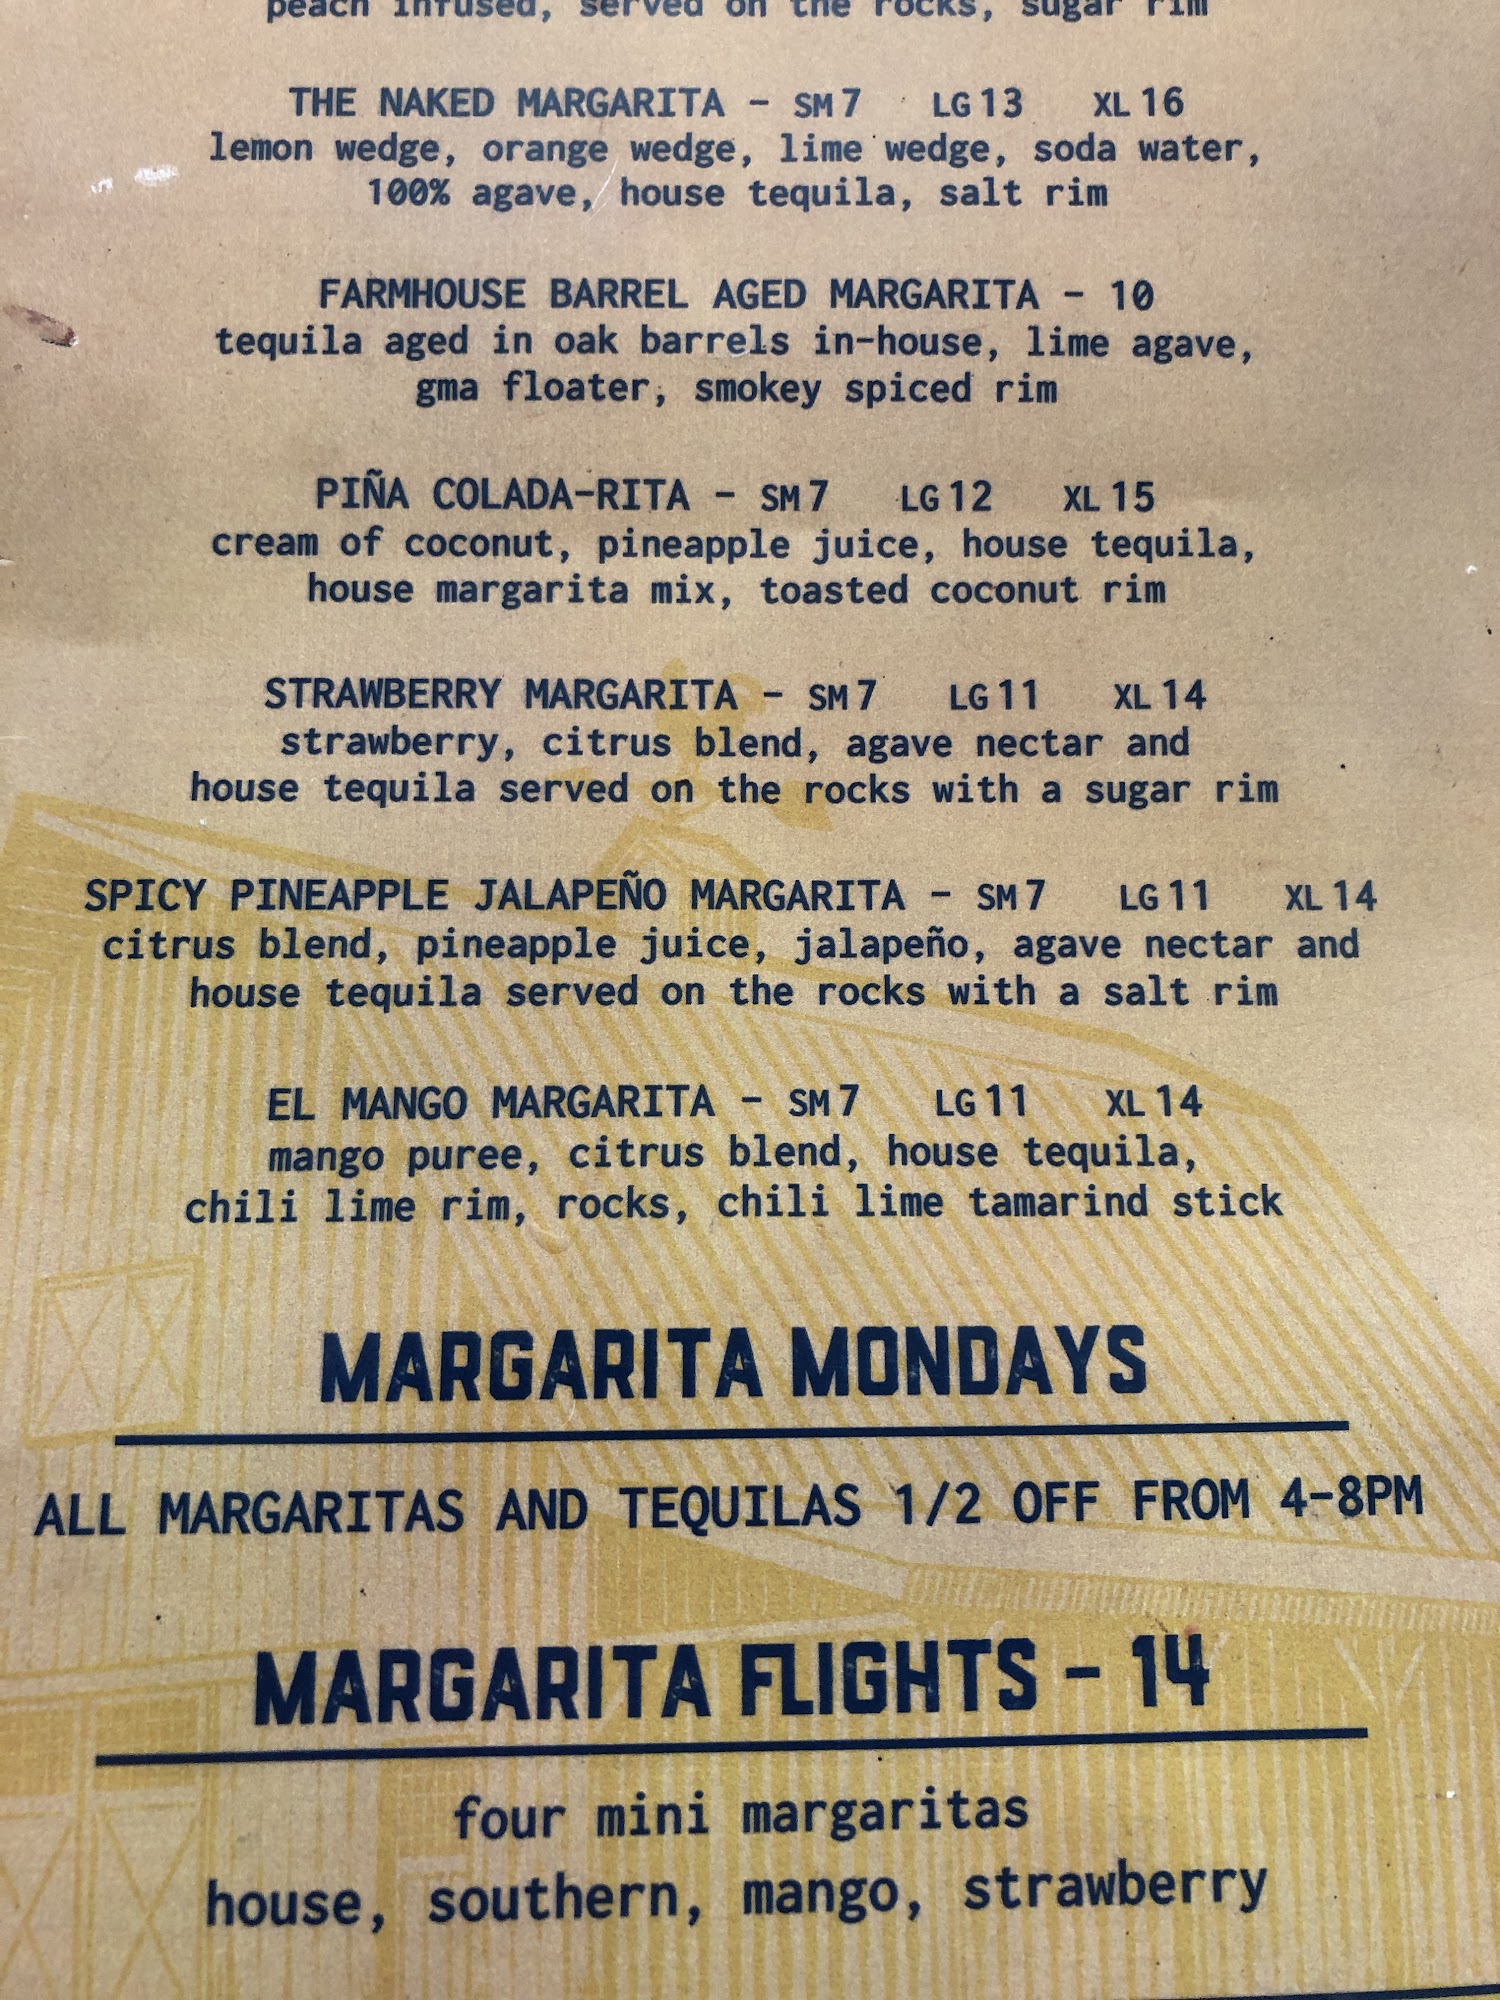 peach infused, served on the rocks, sugar rim
THE NAKED MARGARITA - SM 7 LG 13 XL 16
lemon wedge, orange wedge, lime wedge, soda water,
100% agave, house tequila, salt rim
FARMHOUSE BARREL AGED MARGARITA - 10
tequila aged in oak barrels in-house, lime agave,
gma floater, smokey spiced rim
PIÑA COLADA-RITA - SM 7 LG 12 XL 15
cream of coconut, pineapple juice, house tequila,
house margarita mix, toasted coconut rim
STRAWBERRY MARGARITA - SM 7 LG 11 XL 14
strawberry, citrus blend, agave nectar and
house tequila served on the rocks with a sugar rim
SPICY PINEAPPLE JALAPEÑO MARGARITA - SM 7 LG 11 XL 14
citrus blend, pineapple juice, jalapeño, agave nectar and
house tequila served on the rocks with a salt rim
EL MANGO MARGARITA - SM 7 LG 11 XL 14
mango puree, citrus blend, house tequila,
chili lime rim, rocks, chili lime tamarind stick
MARGARITA MONDAYS
ALL MARGARITAS AND TEQUILAS 1/2 OFF FROM 4-8PM
MARGARITA FLIGHTS - 14
four mini margaritas
house, southern, mango, strawberry